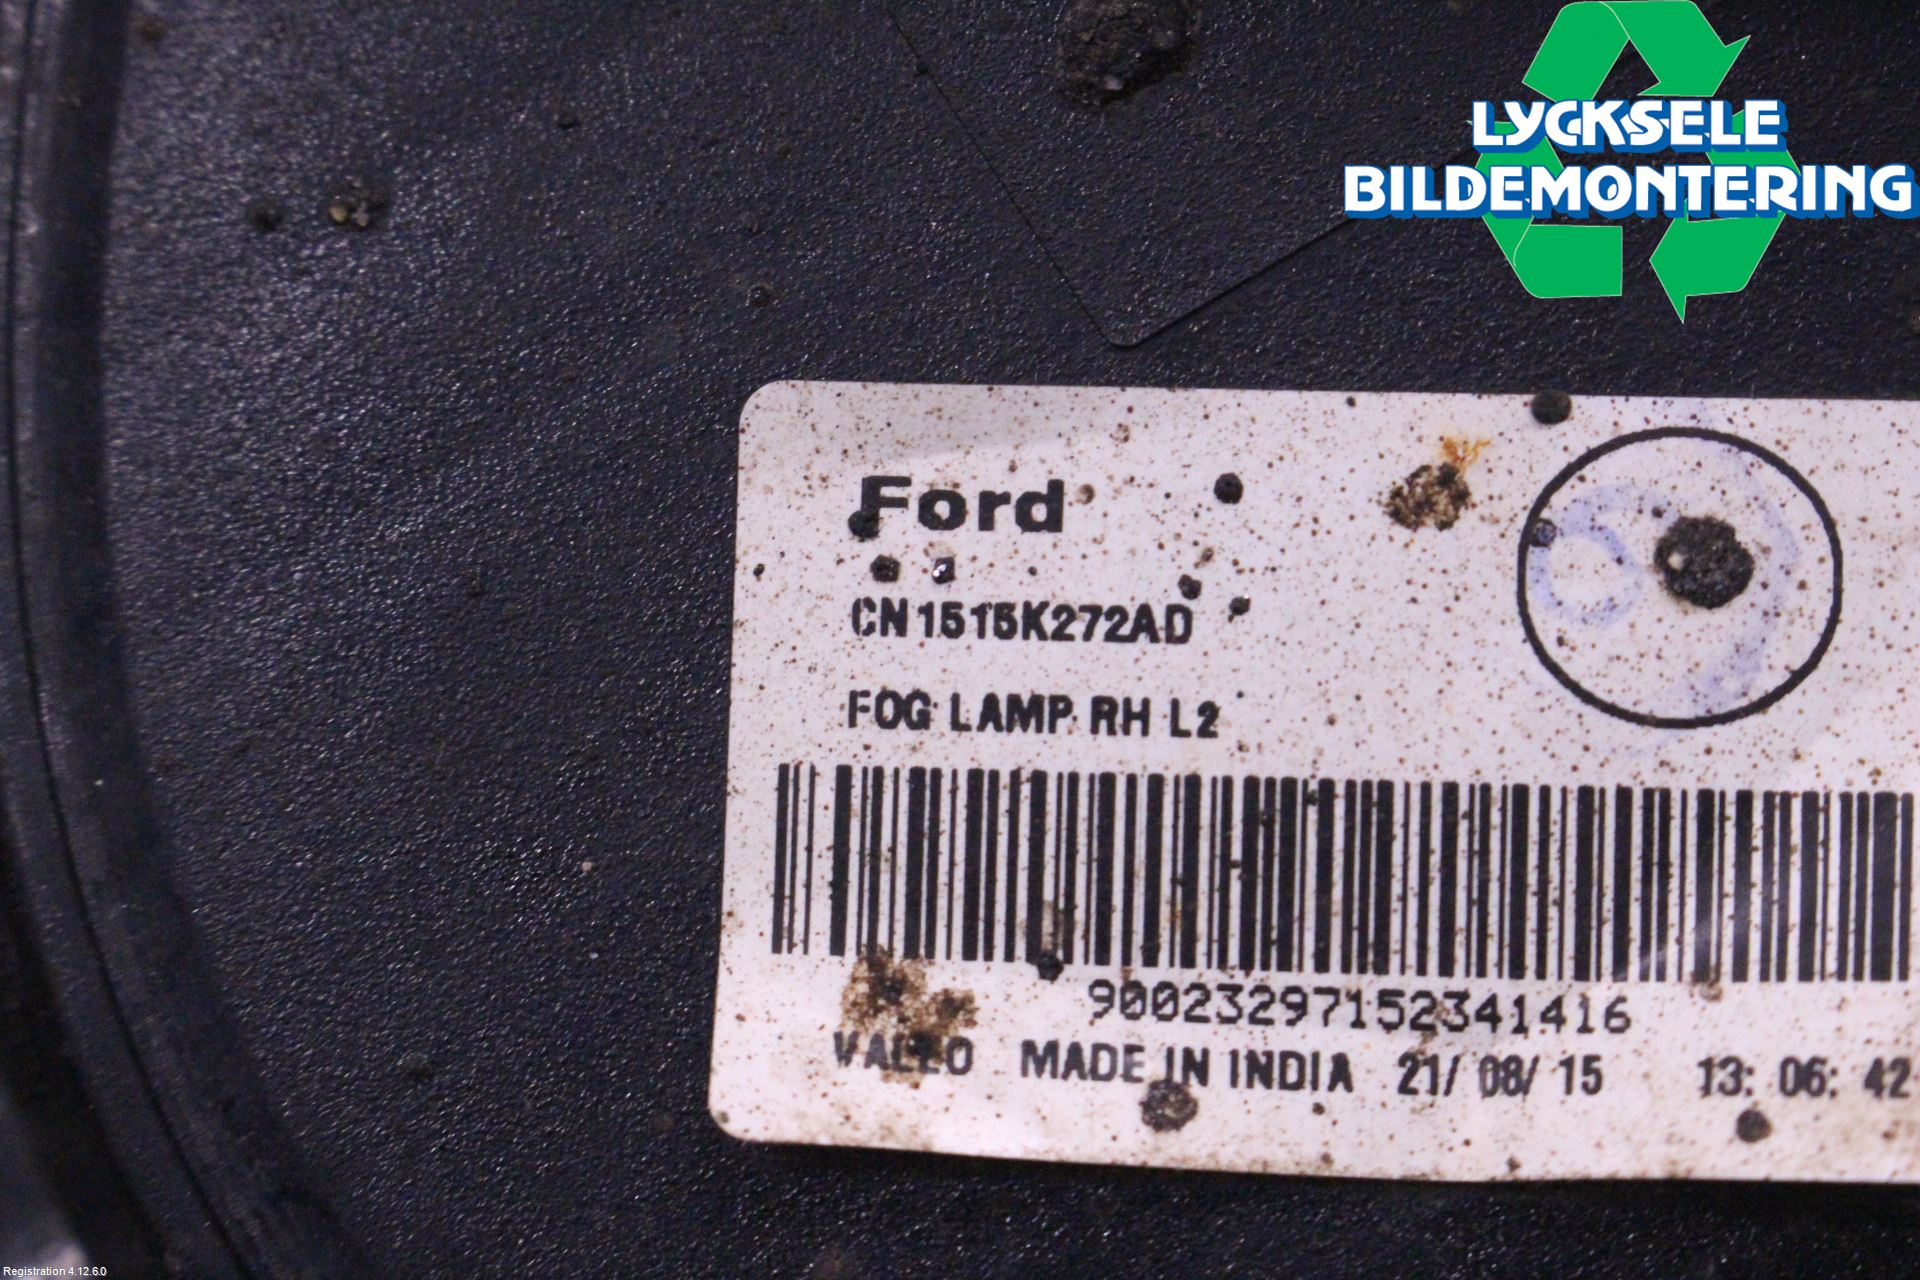 LYCKSELE
BILDEMONTERING
Ford
CN1515K272AD
FOG LAMP RH L2
90023297152341416
VALEO MADE IN INDIA 21/08/15 13:06:42
Registration 4.12.6.0